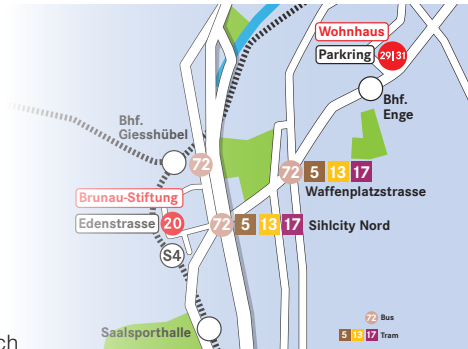 Wohnhaus
Parkring 29|31
Bhf.
Enge
Bhf.
Giesshübel
72
72 5 13 17
Waffenplatzstrasse
Brunau-Stiftung
Edenstrasse 20
72 5 13 17 Sihlcity Nord
S4
72 Bus
Saalsporthalle
5 13 17 Tram
ch